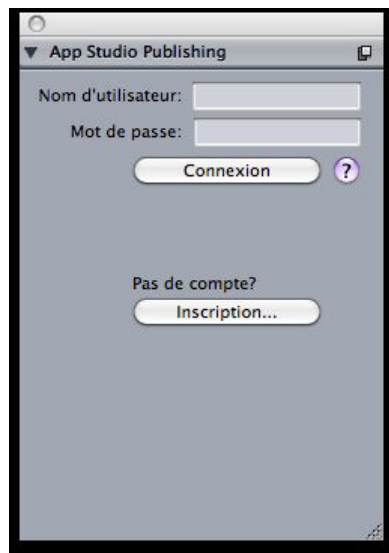 App Studio Publishing
Nom d'utilisateur:
Mot de passe:
Connexion ?
Pas de compte?
Inscription...